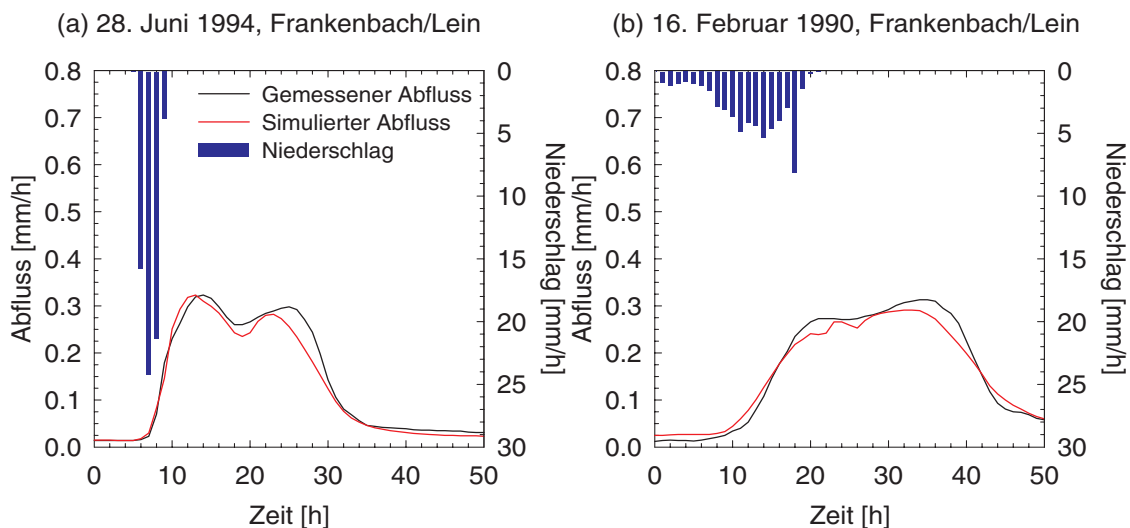 (a) 28. Juni 1994, Frankenbach/Lein
0.8
0.7
0.6
0.5
0.4
0.3
0.2
0.1
0.0
Abfluss [mm/h]
Gemessener Abfluss
Simulierter Abfluss
Niederschlag
0
5
10
15
20
25
30
Niederschlag [mm/h]
0 10 20 30 40 50
Zeit [h]
(b) 16. Februar 1990, Frankenbach/Lein
0.8
0.7
0.6
0.5
0.4
0.3
0.2
0.1
0.0
Abfluss [mm/h]
0
5
10
15
20
25
30
Niederschlag [mm/h]
0 10 20 30 40 50
Zeit [h]